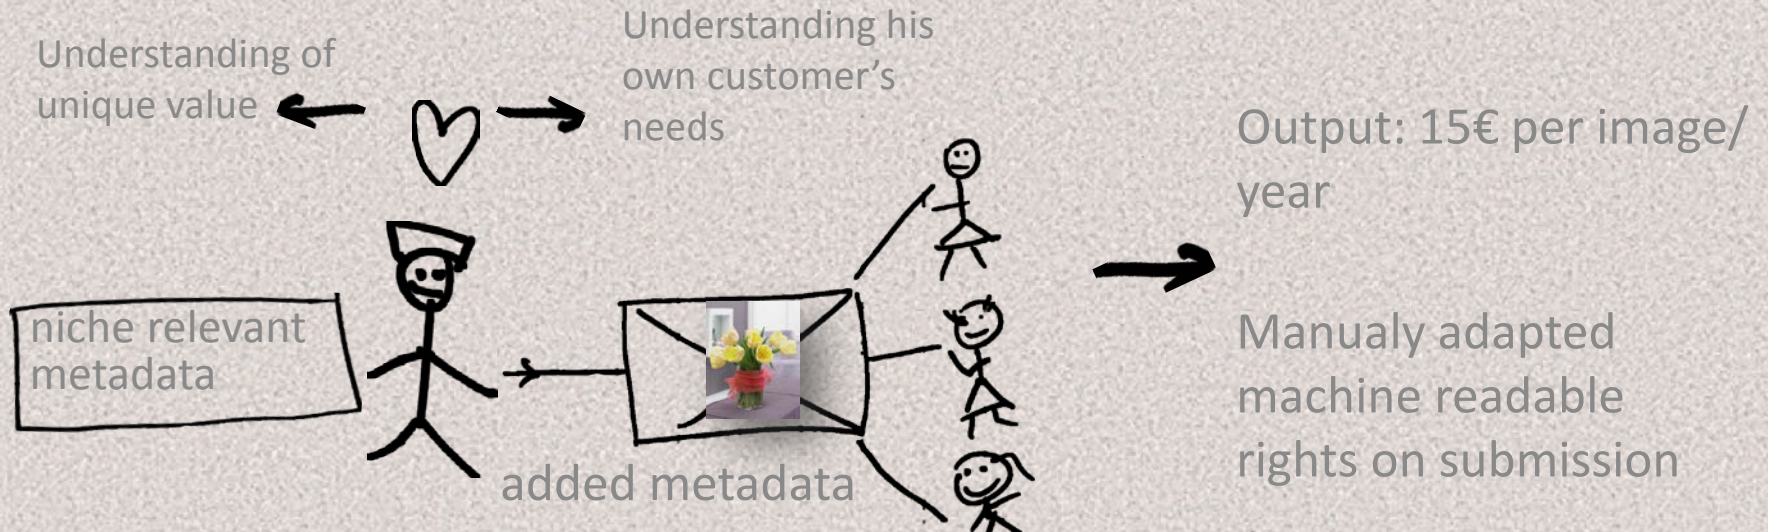 Understanding of
unique value
Understanding his
own customer’s
needs
Output: 15€ per image/
year
niche relevant
metadata
Manualy adapted
machine readable
rights on submission
added metadata